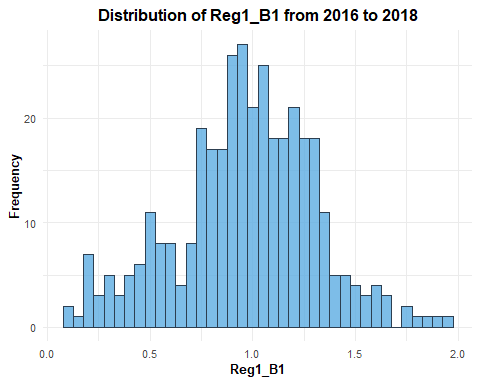 Distribution of Reg1_B1 from 2016 to 2018
Frequency
20
10
0
0.0 0.5 1.0 1.5 2.0
Reg1_B1